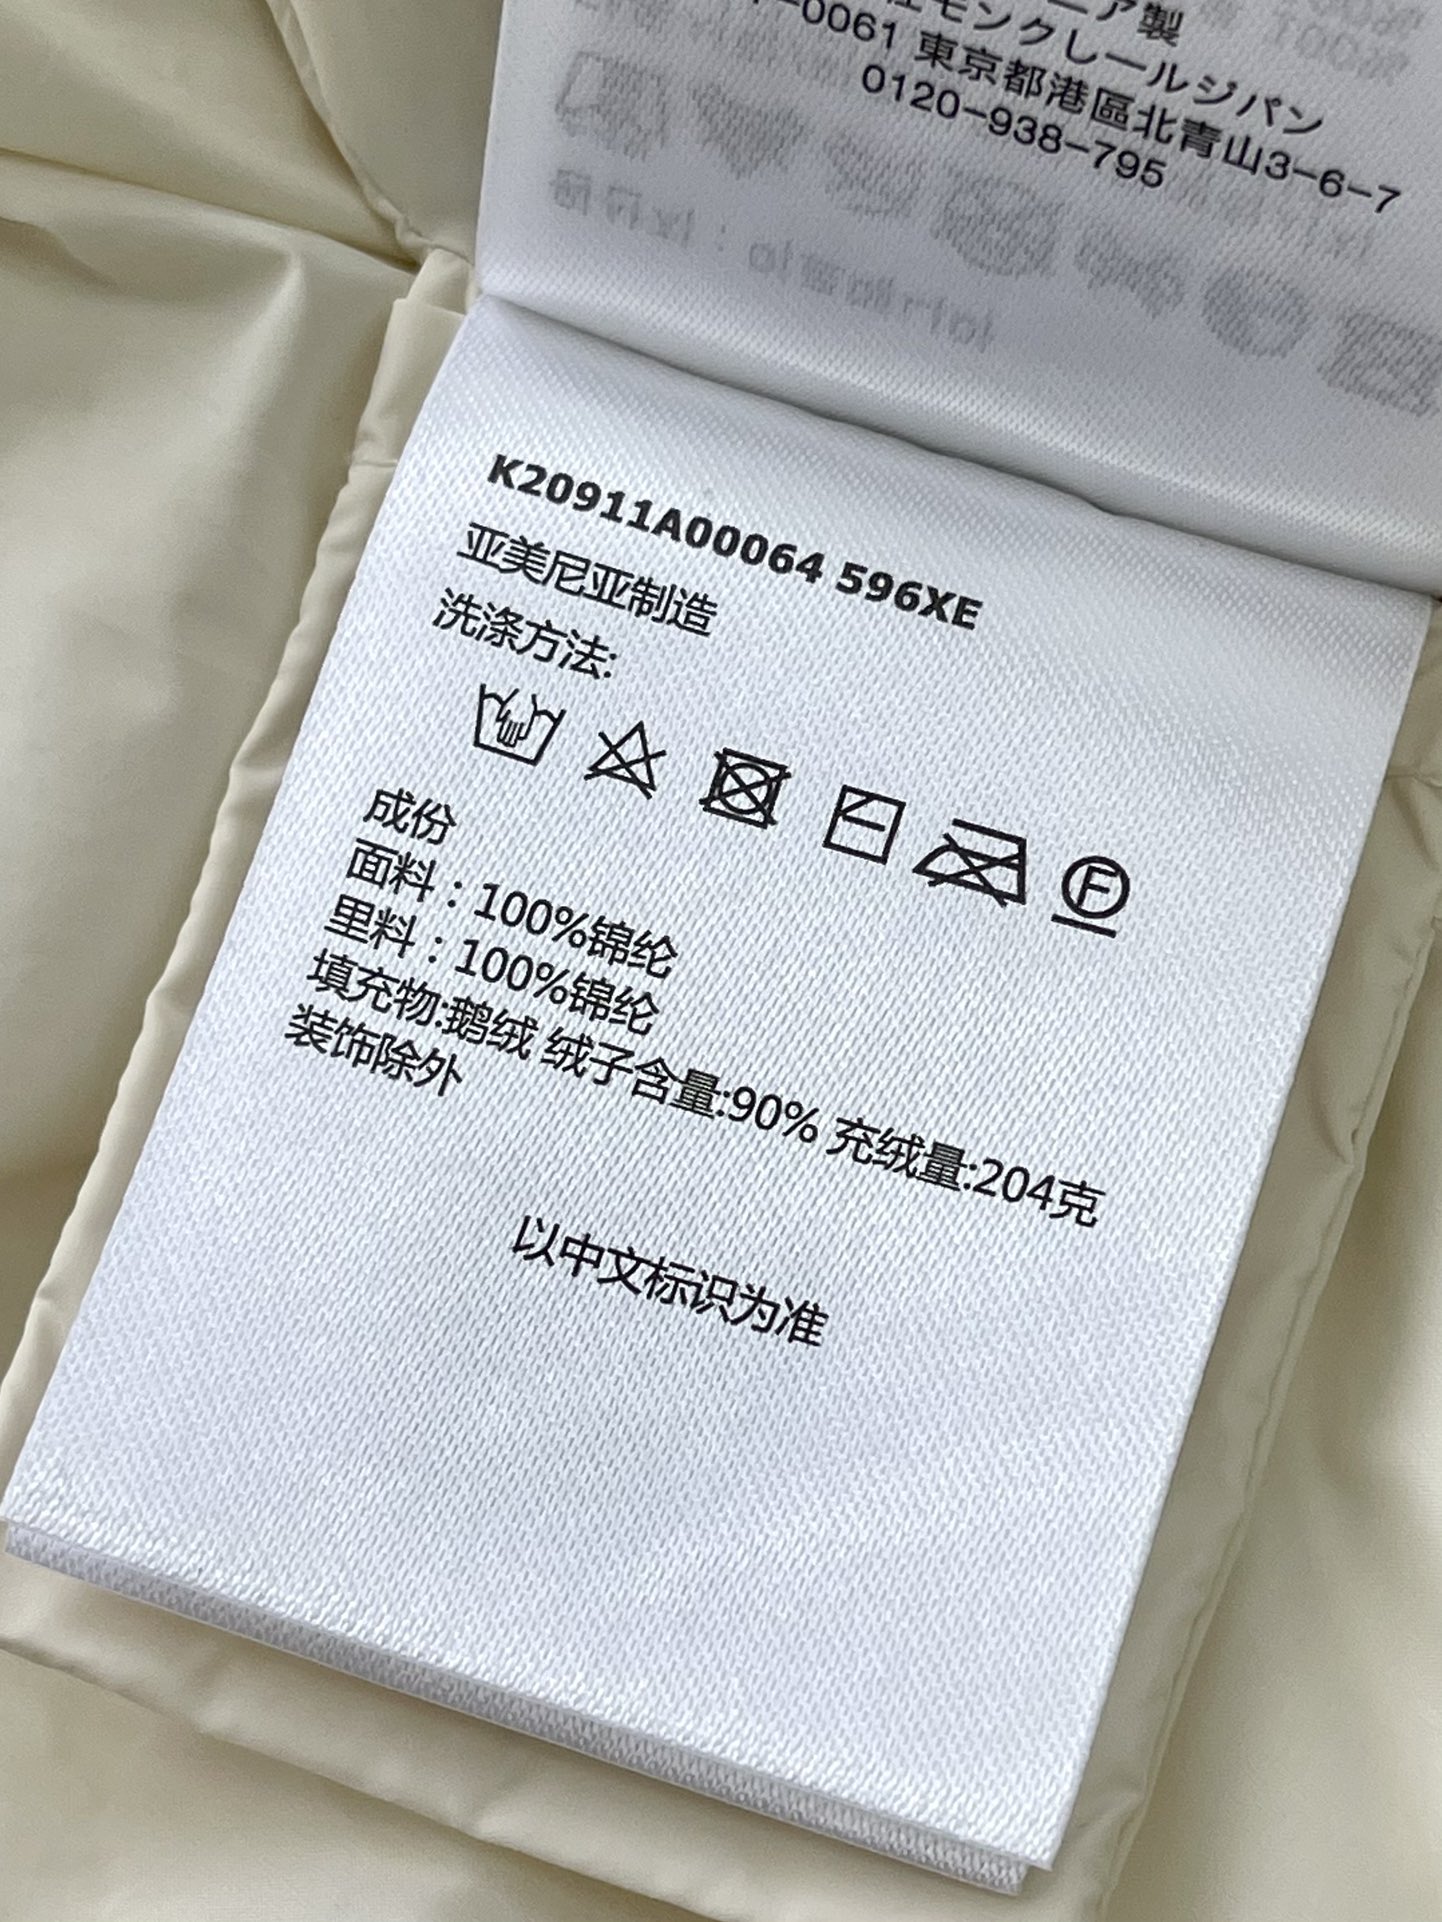 ア製
モンクレールジパン
-0061 東京都港區北青山3-6-7
0120-938-795
K20911A00064 596XE
亚美尼亚制造
洗涤方法:
F
成份
面料：100%锦纶
里料：100%锦纶
填充物:鹅绒 绒子含量:90% 充绒量:204克
装饰除外
以中文标识为准